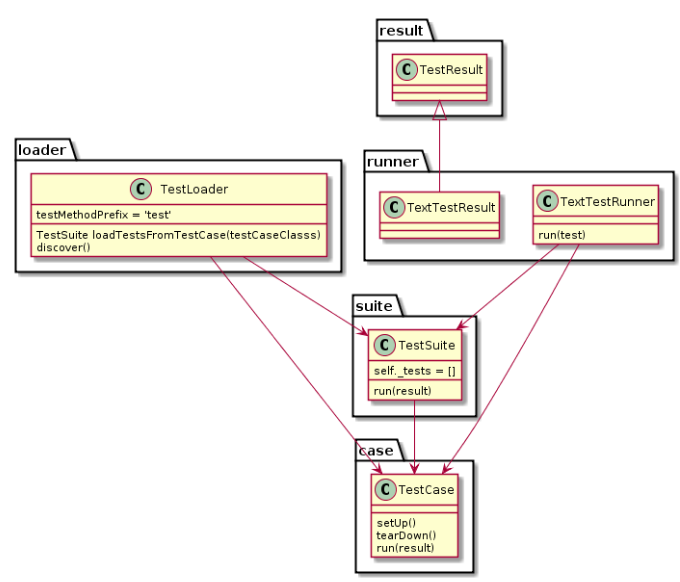 result
C TestResult
loader
C TestLoader
testMethodPrefix = 'test'
TestSuite loadTestsFromTestCase(testCaseClasss)
discover()
runner
C TextTestResult
C TextTestRunner
run(test)
suite
C TestSuite
self._tests = []
run(result)
case
C TestCase
setUp()
tearDown()
run(result)